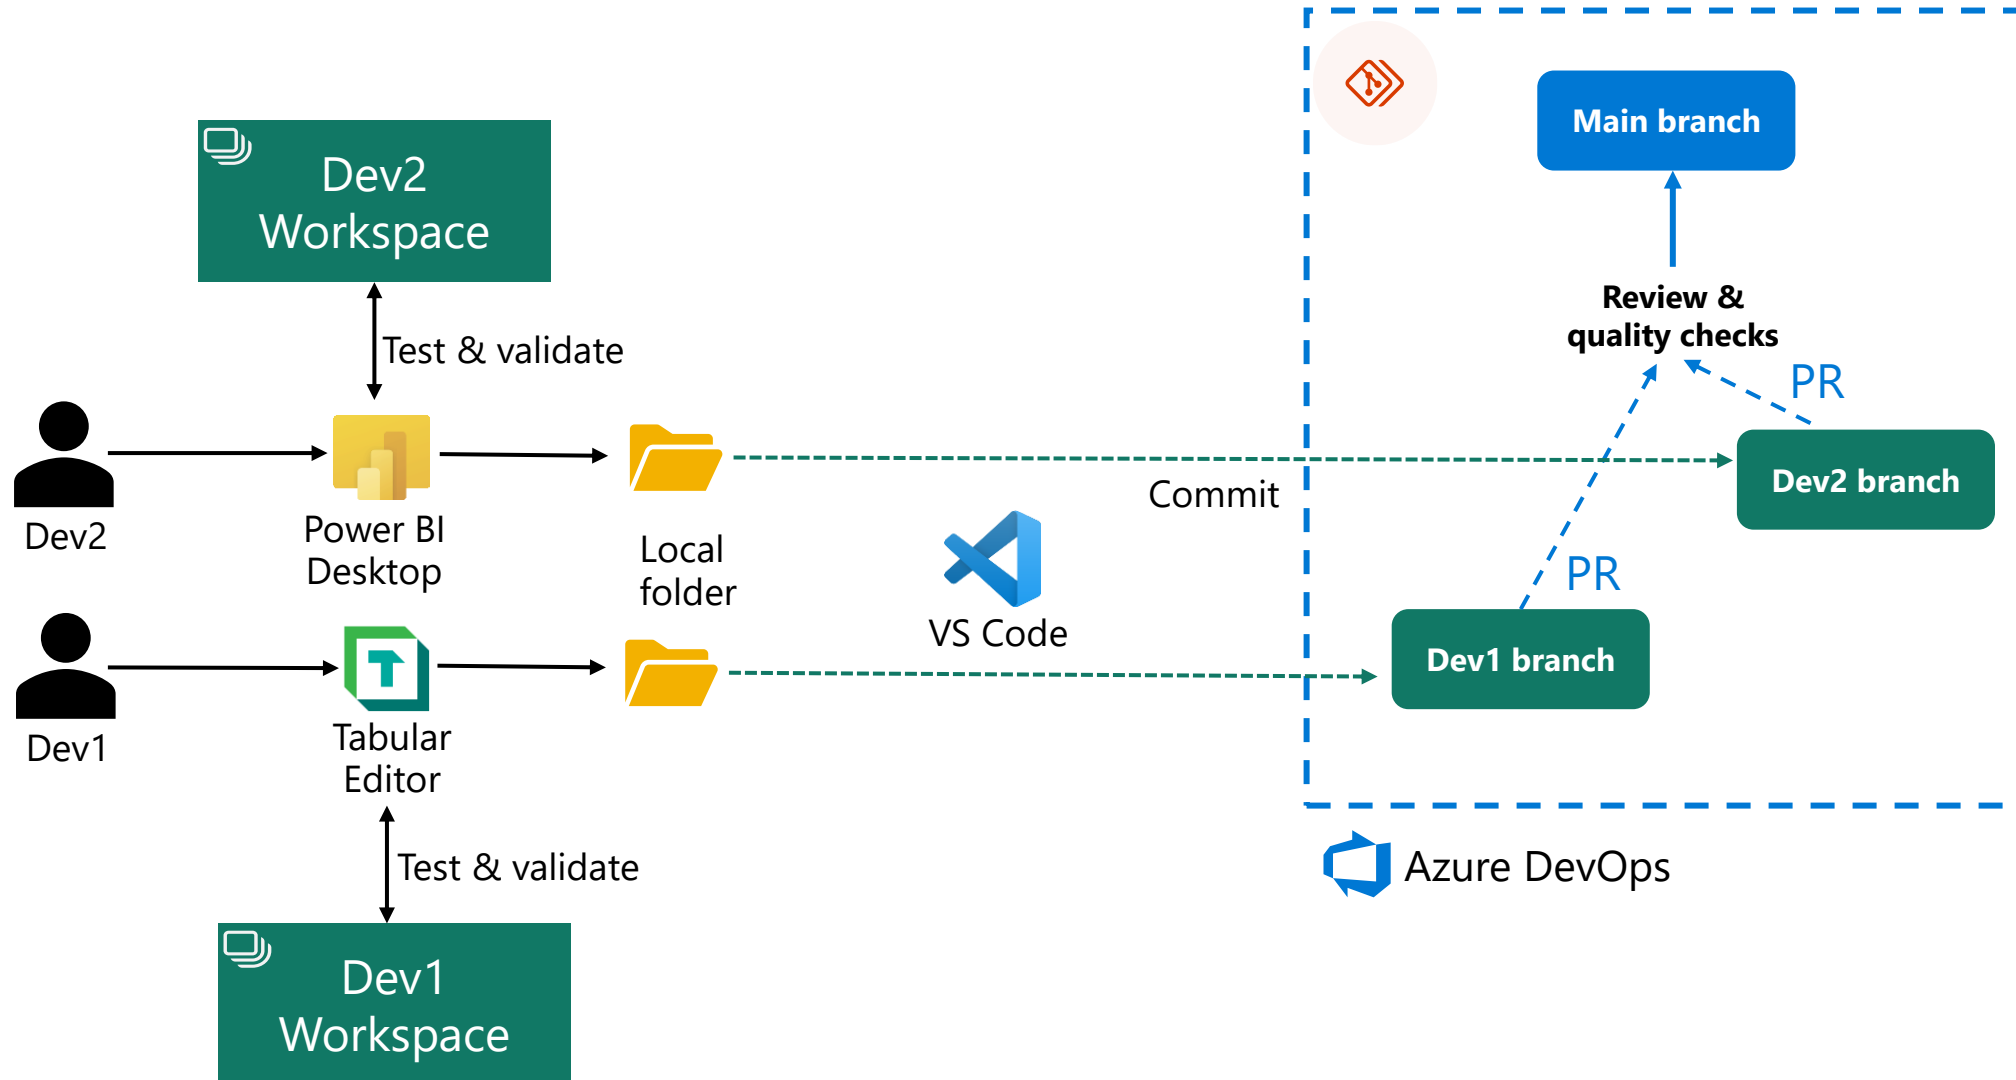 Main branch
Dev2
Workspace
Review &
quality checks
Test & validate
PR
Dev2 branch
Commit
Dev2
Power BI
Desktop
Local
folder
PR
VS Code
Dev1 branch
Dev1
Tabular
Editor
Test & validate
Azure DevOps
Dev1
Workspace